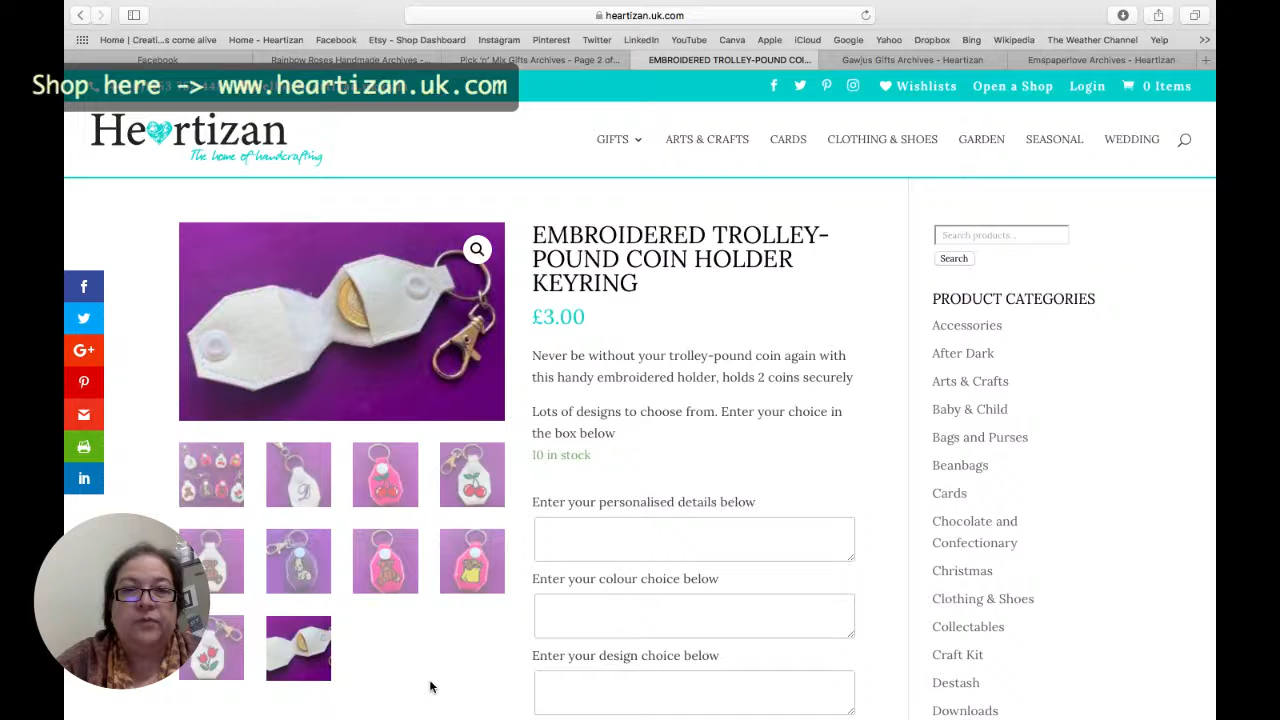 heartizan.uk.com
Home | Creati...s come alive Home - Heartizan Facebook Etsy - Shop Dashboard Instagram Pinterest Twitter LinkedIn YouTube Canva Apple iCloud Google Yahoo Dropbox Bing Wikipedia The Weather Channel Yelp >>
Facebook Rainbow Roses Handmade Archives - Pick 'n' Mix Gifts Archives - Page 2 of... EMBROIDERED TROLLEY-POUND COI... Gawjus Gifts Archives - Heartizan Emspaperlove Archives - Heartizan +
Shop here -> www.heartizan.uk.com
Wishlists Open a Shop Login 0 Items
Heartizan
The home of handcrafting
GIFTS ARTS & CRAFTS CARDS CLOTHING & SHOES GARDEN SEASONAL WEDDING
EMBROIDERED TROLLEY-
POUND COIN HOLDER
KEYRING
£3.00
Never be without your trolley-pound coin again with
this handy embroidered holder, holds 2 coins securely
Lots of designs to choose from. Enter your choice in
the box below
10 in stock
Enter your personalised details below
Enter your colour choice below
Enter your design choice below
Search products...
Search
PRODUCT CATEGORIES
Accessories
After Dark
Arts & Crafts
Baby & Child
Bags and Purses
Beanbags
Cards
Chocolate and
Confectionary
Christmas
Clothing & Shoes
Collectables
Craft Kit
Destash
Downloads
f
G+
in